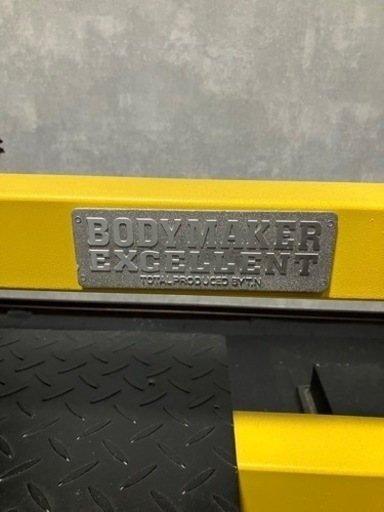 BODYMAKER
EXCELLENT
TOTAL PRODUCED BY T.N